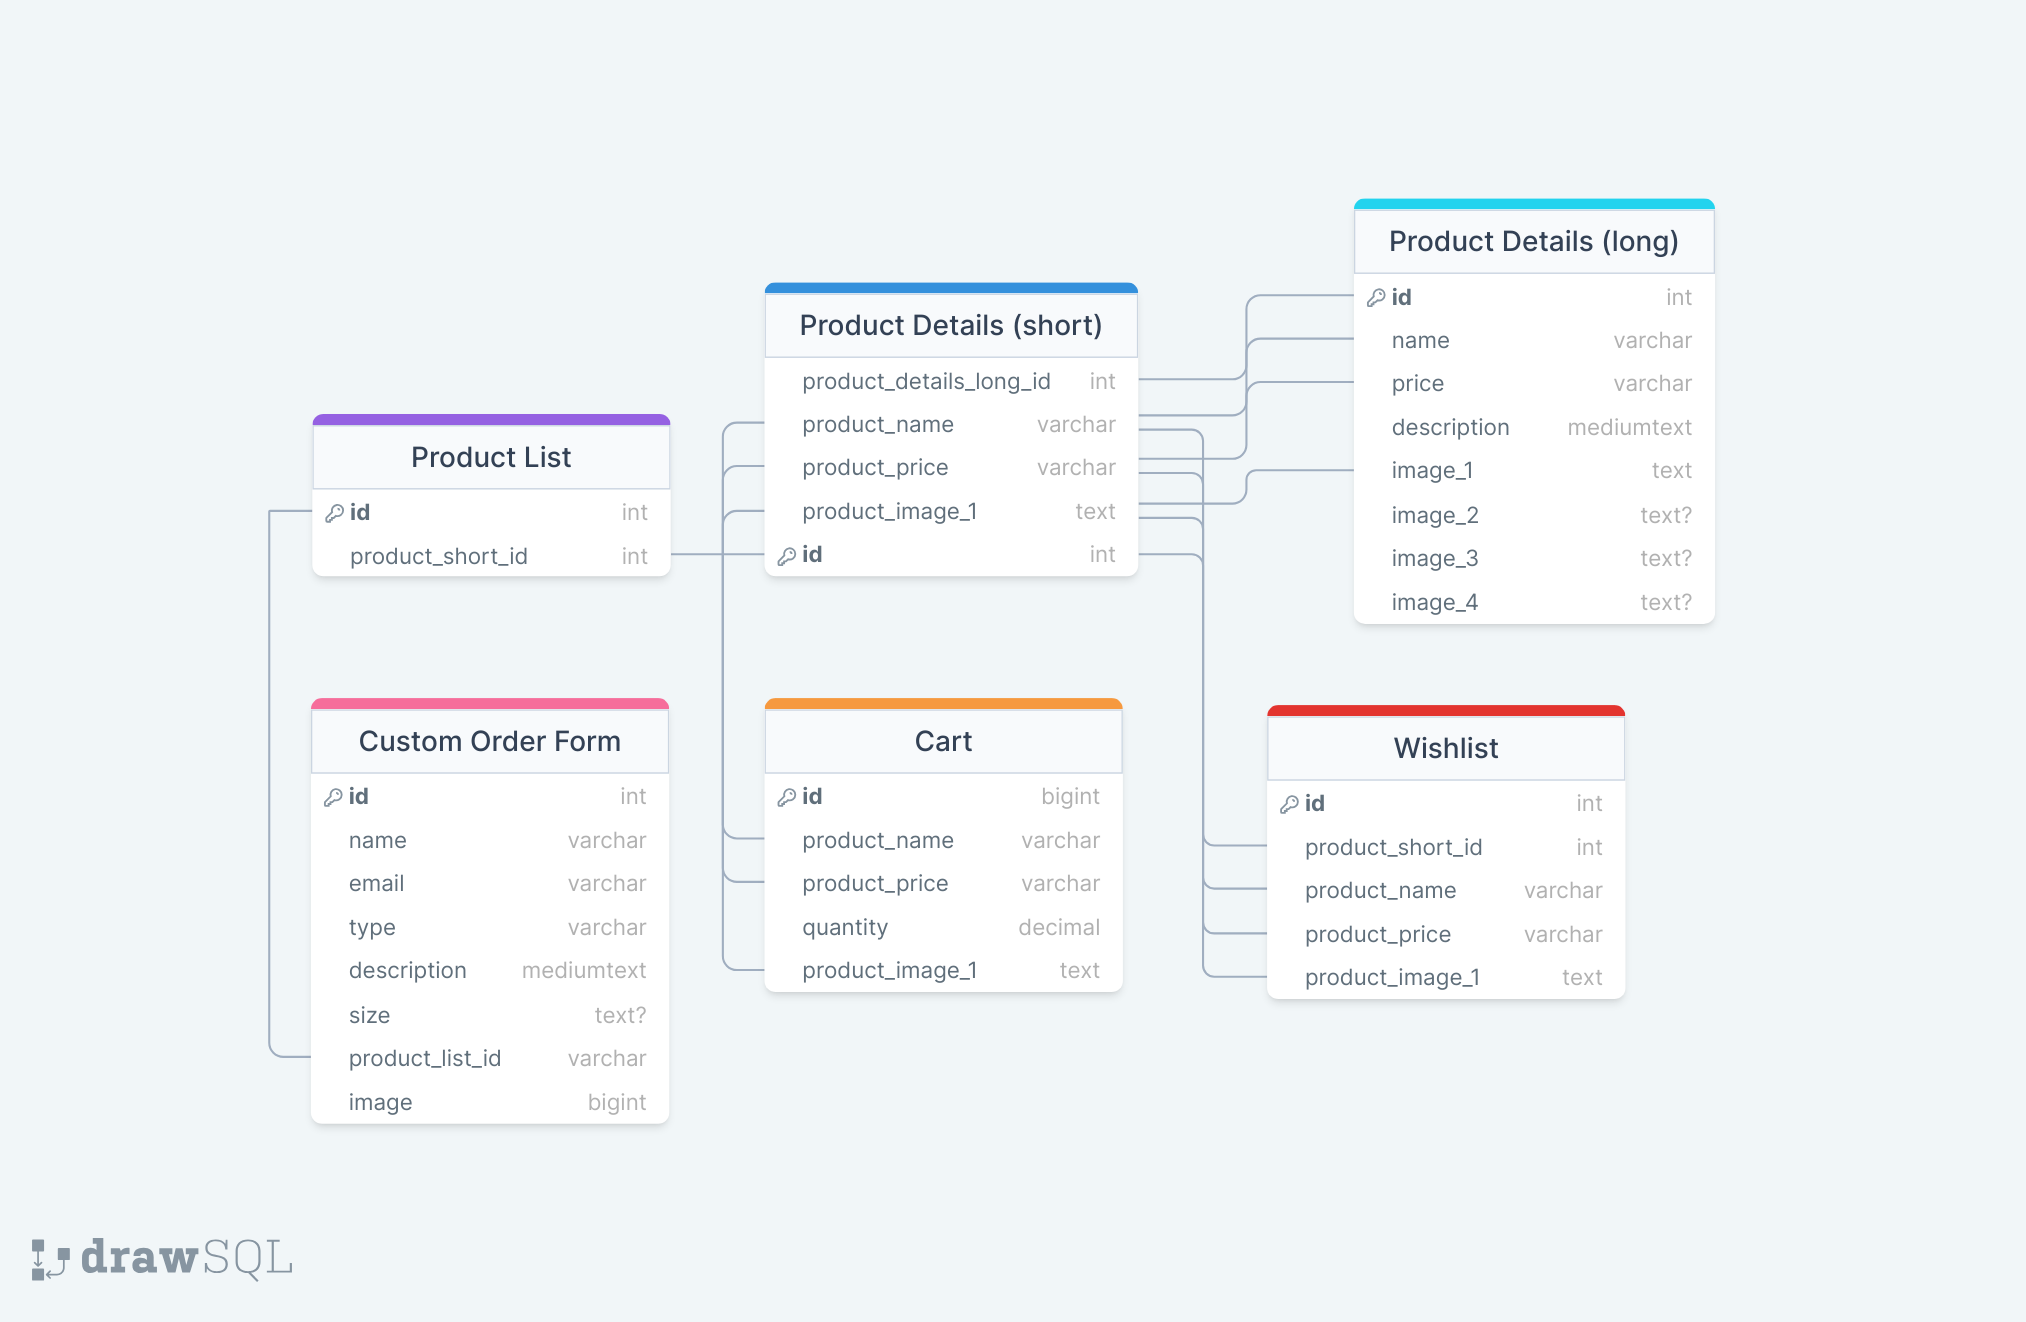 Product List
id int
product_short_id int
Product Details (short)
product_details_long_id int
product_name varchar
product_price varchar
product_image_1 text
id int
Product Details (long)
id int
name varchar
price varchar
description mediumtext
image_1 text
image_2 text?
image_3 text?
image_4 text?
Custom Order Form
id int
name varchar
email varchar
type varchar
description mediumtext
size text?
product_list_id varchar
image bigint
Cart
id bigint
product_name varchar
product_price varchar
quantity decimal
product_image_1 text
Wishlist
id int
product_short_id int
product_name varchar
product_price varchar
product_image_1 text
drawSQL